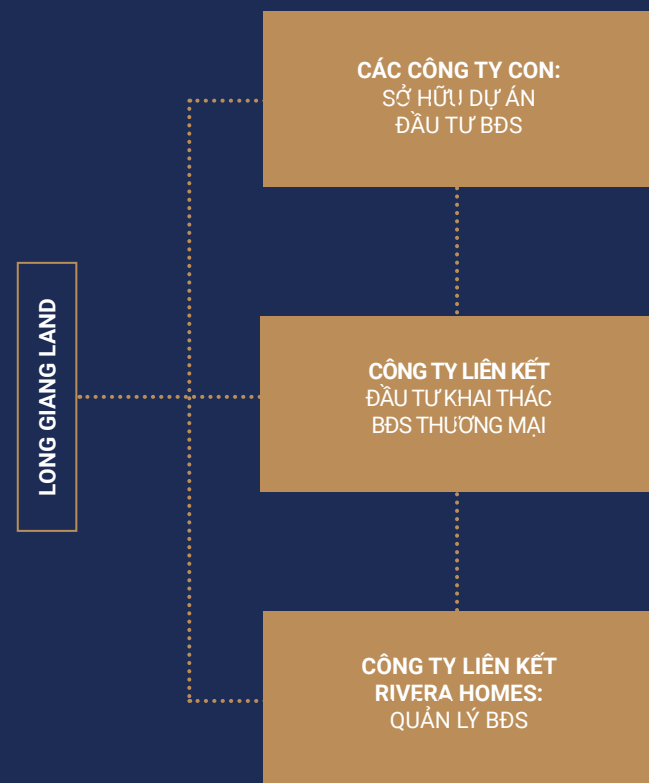 LONG GIANG LAND
CÁC CÔNG TY CON:
SỞ HỮU DỰ ÁN
ĐẦU TƯ BĐS
CÔNG TY LIÊN KẾT
ĐẦU TƯ KHAI THÁC
BĐS THƯƠNG MẠI
CÔNG TY LIÊN KẾT
RIVERA HOMES:
QUẢN LÝ BĐS